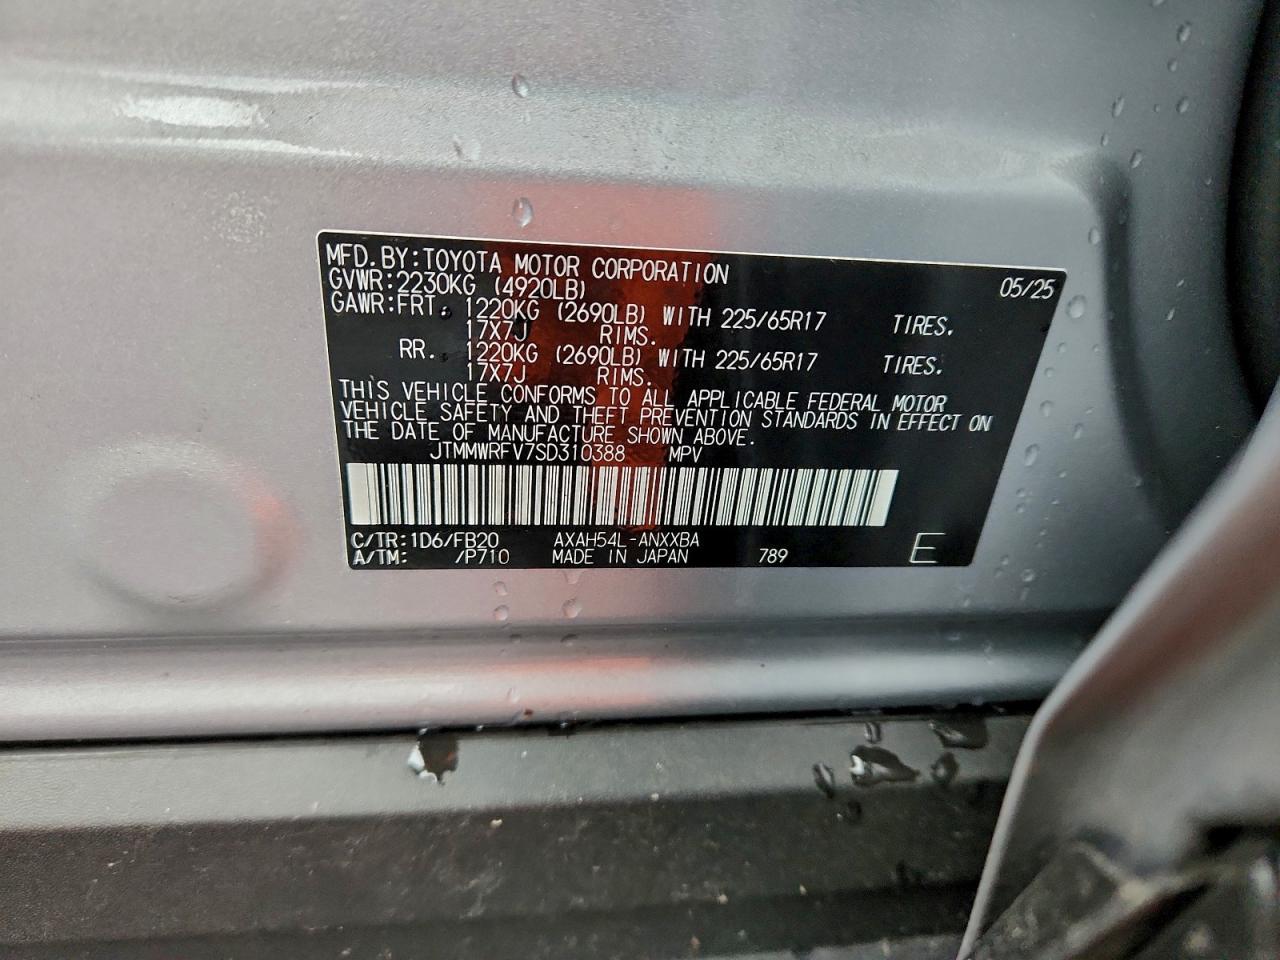 MFD.BY:TOYOTA MOTOR CORPORATION 05/25
GVWR:2230KG (4920LB)
GAWR:FRT. 1220KG (2690LB) WITH 225/65R17 TIRES.
17X7J RIMS.
RR. 1220KG (2690LB) WITH 225/65R17 TIRES.
17X7J RIMS.
THIS VEHICLE CONFORMS TO ALL APPLICABLE FEDERAL MOTOR
VEHICLE SAFETY AND THEFT PREVENTION STANDARDS IN EFFECT ON
THE DATE OF MANUFACTURE SHOWN ABOVE.
JTMMWRFV7SD310388 MPV
C/TR:1D6/FB20 AXAH54L-ANXXBA
A/TM: /P710 MADE IN JAPAN 789 E